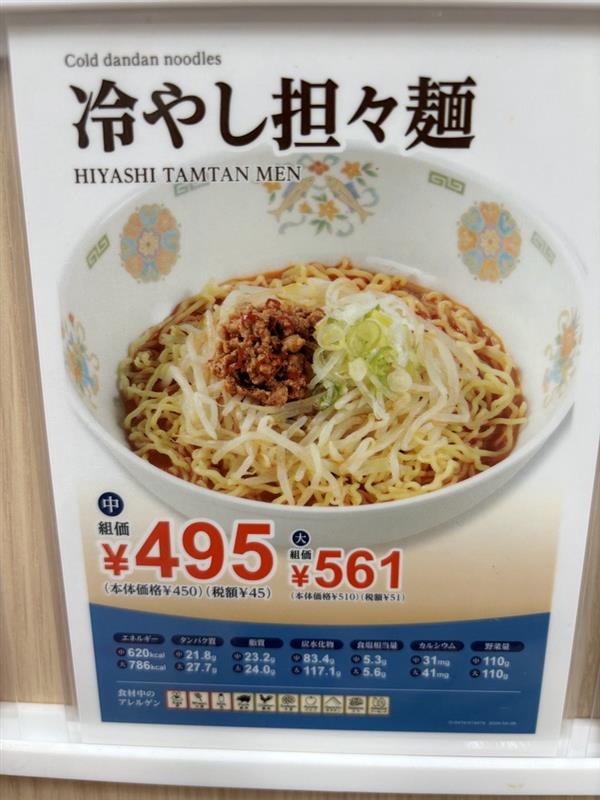 Cold dandan noodles
冷やし担々麺
HIYASHI TAMTAN MEN
中 組価 ¥495 大 組価 ¥561
(本体価格¥450)(税額¥45) (本体価格¥510)(税額¥51)
エネルギー タンパク質 脂質 炭水化物 食塩相当量 カルシウム 野菜量
中 620kcal 中 21.8g 中 23.2g 中 83.4g 中 5.3g 中 31mg 中 110g
大 786kcal 大 27.7g 大 24.0g 大 117.1g 大 5.6g 大 41mg 大 110g
食材中の
アレルゲン